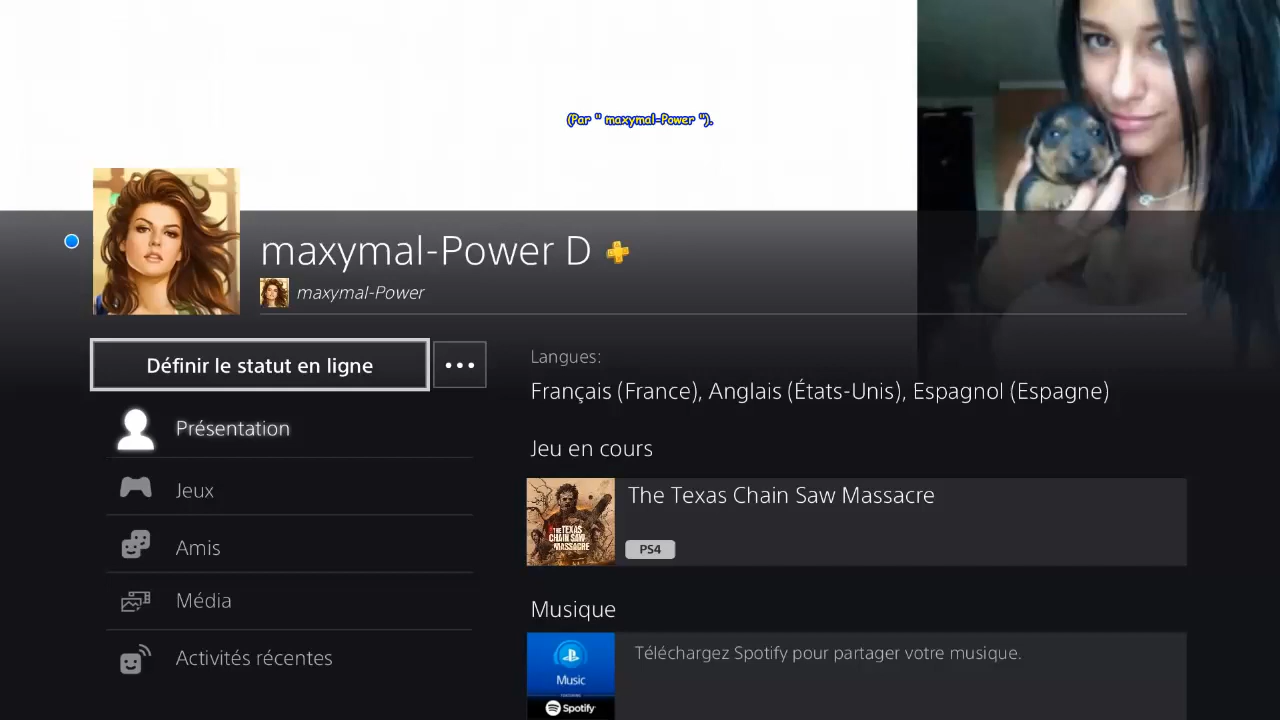 (Par " maxymal-Power ").
maxymal-Power D
maxymal-Power
Définir le statut en ligne
Présentation
Jeux
Amis
Média
Activités récentes
Langues:
Français (France), Anglais (États-Unis), Espagnol (Espagne)
Jeu en cours
The Texas Chain Saw Massacre
THE TEXAS
CHAIN SAW
MASSACRE
PS4
Musique
Téléchargez Spotify pour partager votre musique.
Music
Spotify